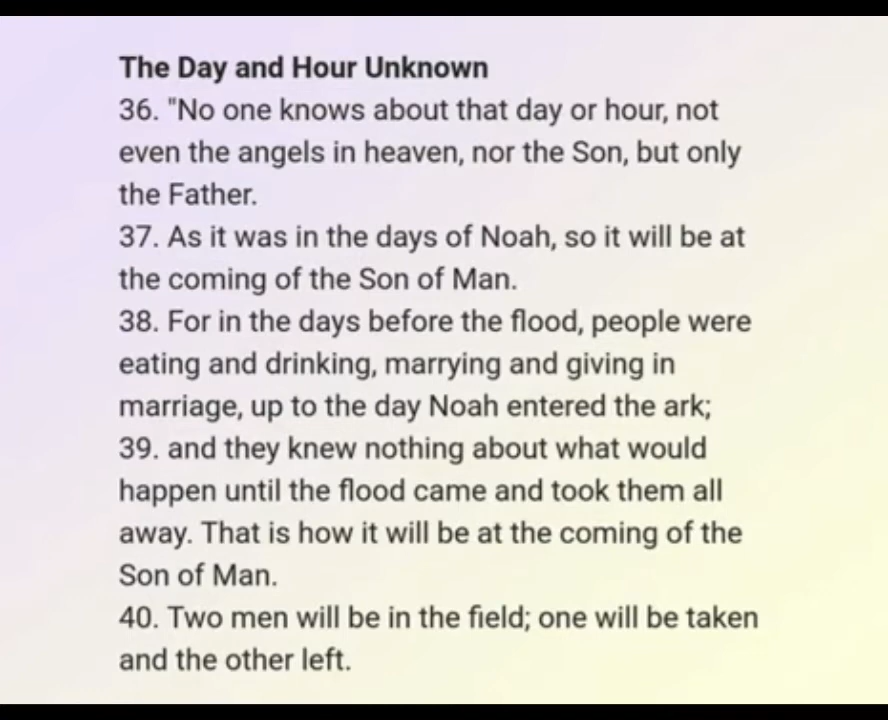 The Day and Hour Unknown
36. "No one knows about that day or hour, not
even the angels in heaven, nor the Son, but only
the Father.
37. As it was in the days of Noah, so it will be at
the coming of the Son of Man.
38. For in the days before the flood, people were
eating and drinking, marrying and giving in
marriage, up to the day Noah entered the ark;
39. and they knew nothing about what would
happen until the flood came and took them all
away. That is how it will be at the coming of the
Son of Man.
40. Two men will be in the field; one will be taken
and the other left.